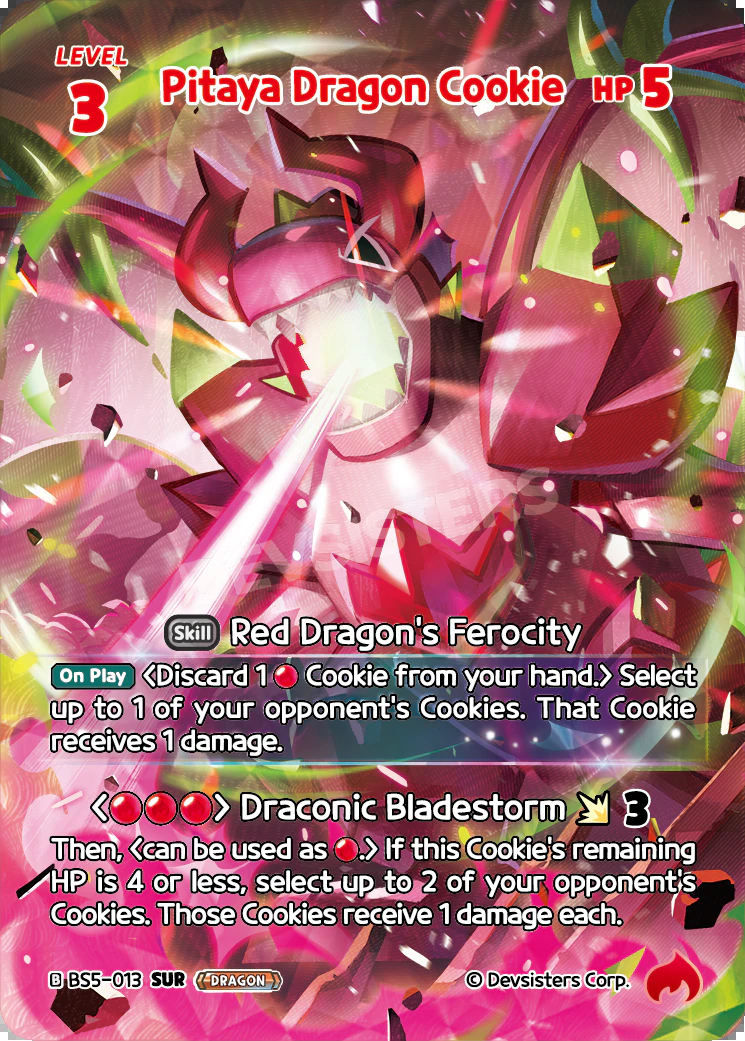 LEVEL
3
Pitaya Dragon Cookie HP 5
DEVSISTERS
Skill Red Dragon's Ferocity
On Play 〈Discard 1 Cookie from your hand.〉 Select
up to 1 of your opponent's Cookies. That Cookie
receives 1 damage.
〈 〉 Draconic Bladestorm 3
Then, 〈can be used as .〉 If this Cookie's remaining
HP is 4 or less, select up to 2 of your opponent's
Cookies. Those Cookies receive 1 damage each.
B BS5-013 SUR DRAGON © Devsisters Corp.